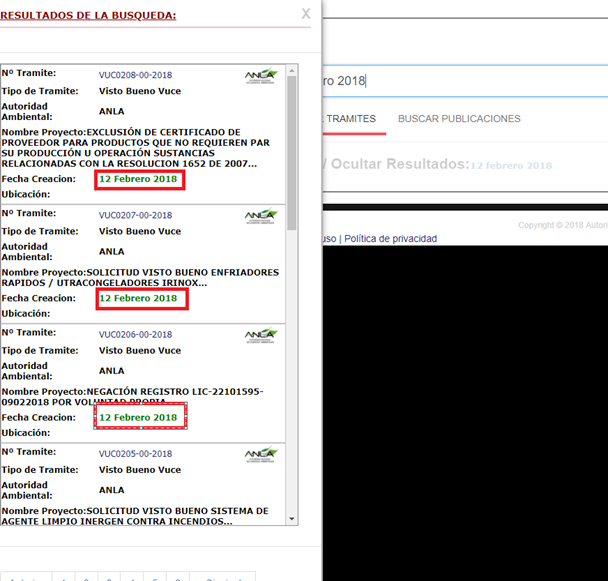 RESULTADOS DE LA BUSQUEDA:
X
Nº Tramite: VUC0208-00-2018
ANLA
Tipo de Tramite: Visto Bueno Vuce
Autoridad
Ambiental: ANLA
Nombre Proyecto:EXCLUSIÓN DE CERTIFICADO DE
PROVEEDOR PARA PRODUCTOS QUE NO REQUIEREN PAR
SU PRODUCCIÓN U OPERACIÓN SUSTANCIAS
RELACIONADAS CON LA RESOLUCION 1652 DE 2007...
Fecha Creacion: 12 Febrero 2018
Ubicación:
Nº Tramite: VUC0207-00-2018
ANLA
Tipo de Tramite: Visto Bueno Vuce
Autoridad
Ambiental: ANLA
Nombre Proyecto:SOLICITUD VISTO BUENO ENFRIADORES
RAPIDOS / UTRACONGELADORES IRINOX...
Fecha Creacion: 12 Febrero 2018
Ubicación:
Nº Tramite: VUC0206-00-2018
ANLA
Tipo de Tramite: Visto Bueno Vuce
Autoridad
Ambiental: ANLA
Nombre Proyecto:NEGACIÓN REGISTRO LIC-22101595-
09022018 POR VOLUNTAD PROPIA
Fecha Creacion: 12 Febrero 2018
Ubicación:
Nº Tramite: VUC0205-00-2018
ANLA
Tipo de Tramite: Visto Bueno Vuce
Autoridad
Ambiental: ANLA
Nombre Proyecto:SOLICITUD VISTO BUENO SISTEMA DE
AGENTE LIMPIO INERGEN CONTRA INCENDIOS...
ro 2018
TRAMITES BUSCAR PUBLICACIONES
/ Ocultar Resultados:12 febrero 2018
Copyright © 2018 Autori
uso | Política de privacidad